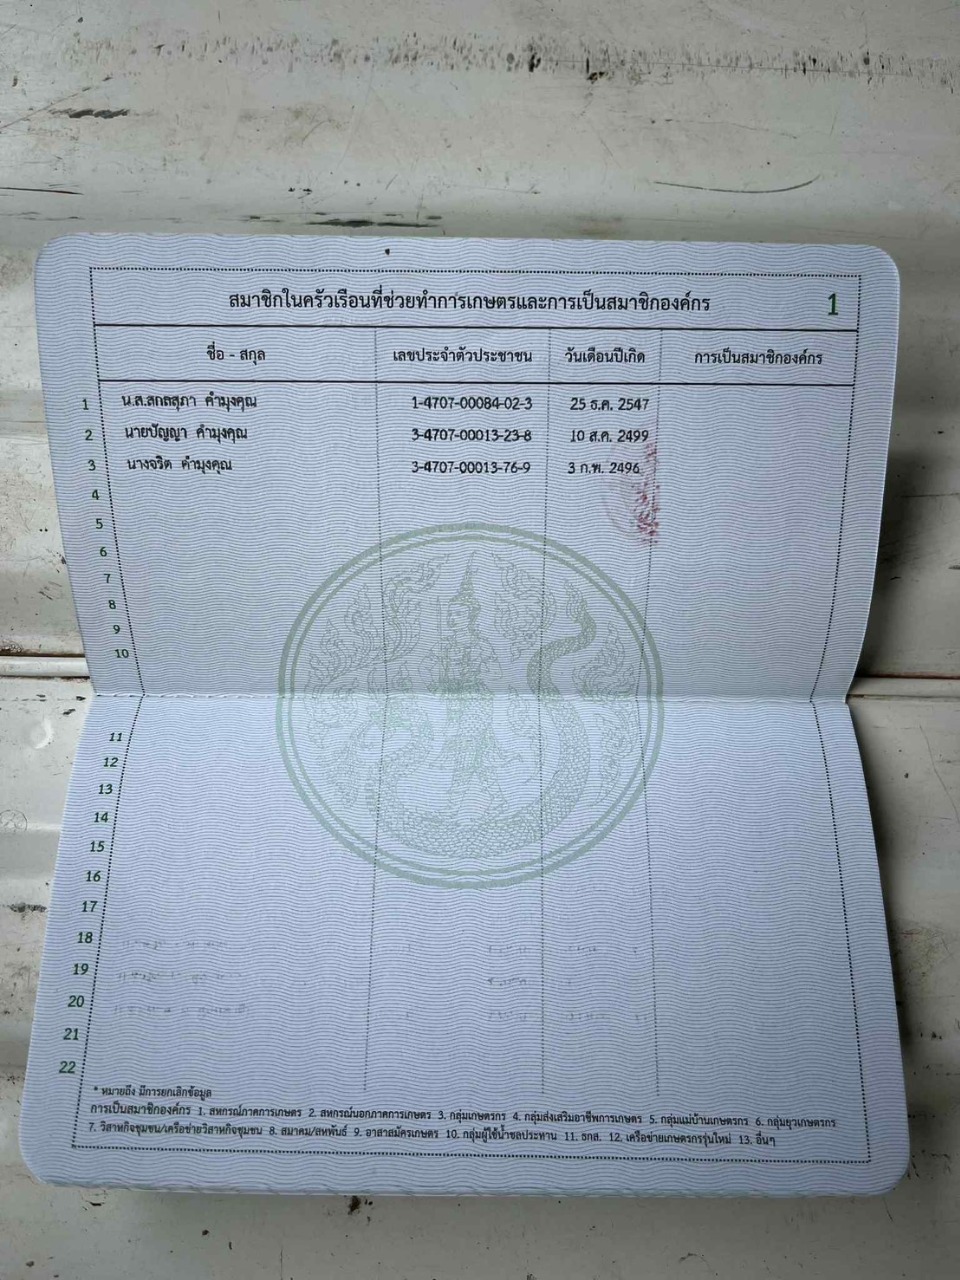 สมาชิกในครัวเรือนที่ช่วยทำการเกษตรและการเป็นสมาชิกองค์กร 1
ชื่อ - สกุล เลขประจำตัวประชาชน วันเดือนปีเกิด การเป็นสมาชิกองค์กร
1 น.ส.สกลสุภา คำมุงคุณ 1-4707-00084-02-3 25 ธ.ค. 2547
2 นายปัญญา คำมุงคุณ 3-4707-00013-23-8 10 ส.ค. 2499
3 นางจริต คำมุงคุณ 3-4707-00013-76-9 3 ก.พ. 2496
4
5
6
7
8
9
10
11
12
13
14
15
16
17
18
19
20
21
22
* หมายถึง มีการยกเลิกข้อมูล
การเป็นสมาชิกองค์กร 1. สหกรณ์ภาคการเกษตร 2. สหกรณ์นอกภาคการเกษตร 3. กลุ่มเกษตรกร 4. กลุ่มส่งเสริมอาชีพการเกษตร 5. กลุ่มแม่บ้านเกษตรกร 6. กลุ่มยุวเกษตรกร
7. วิสาหกิจชุมชน/เครือข่ายวิสาหกิจชุมชน 8. สมาคม/สหพันธ์ 9. อาสาสมัครเกษตร 10. กลุ่มผู้ใช้น้ำชลประทาน 11. ธกส. 12. เครือข่ายเกษตรกรรุ่นใหม่ 13. อื่นๆ